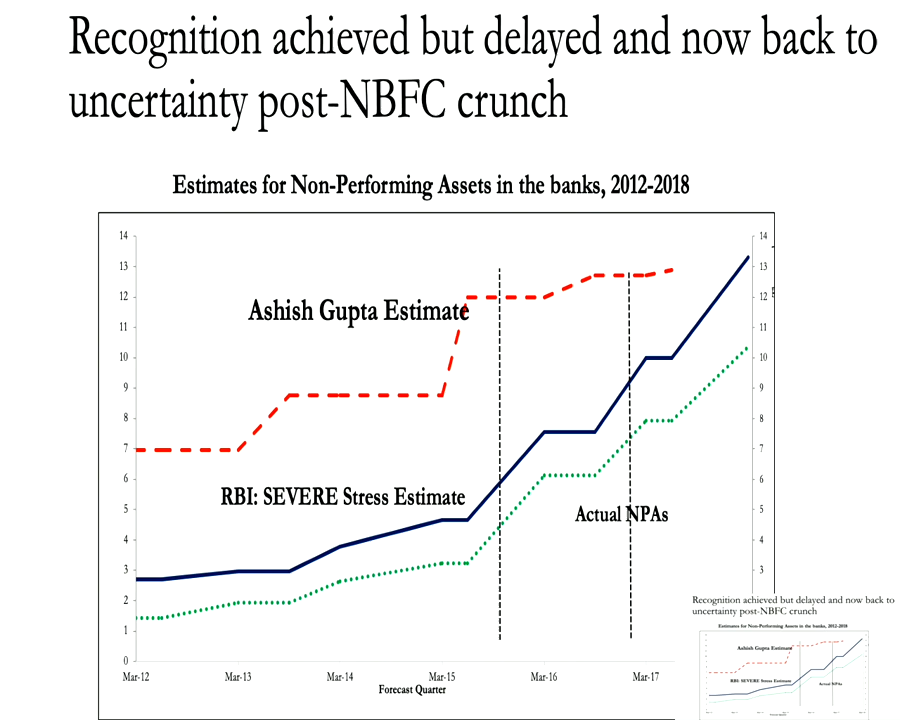 Recognition achieved but delayed and now back to
uncertainty post-NBFC crunch
Estimates for Non-Performing Assets in the banks, 2012-2018
14
13
12
11
10
9
8
7
6
5
4
3
2
1
0
14
13
12
11
10
9
8
7
6
5
4
3
Ashish Gupta Estimate
RBI: SEVERE Stress Estimate
Actual NPAs
Mar-12 Mar-13 Mar-14 Mar-15 Mar-16 Mar-17
Forecast Quarter
Recognition achieved but delayed and now back to
uncertainty post-NBFC crunch
Estimates for Non-Performing Assets in the banks, 2012-2018
Ashish Gupta Estimate
RBI: SEVERE Stress Estimate
Actual NPAs